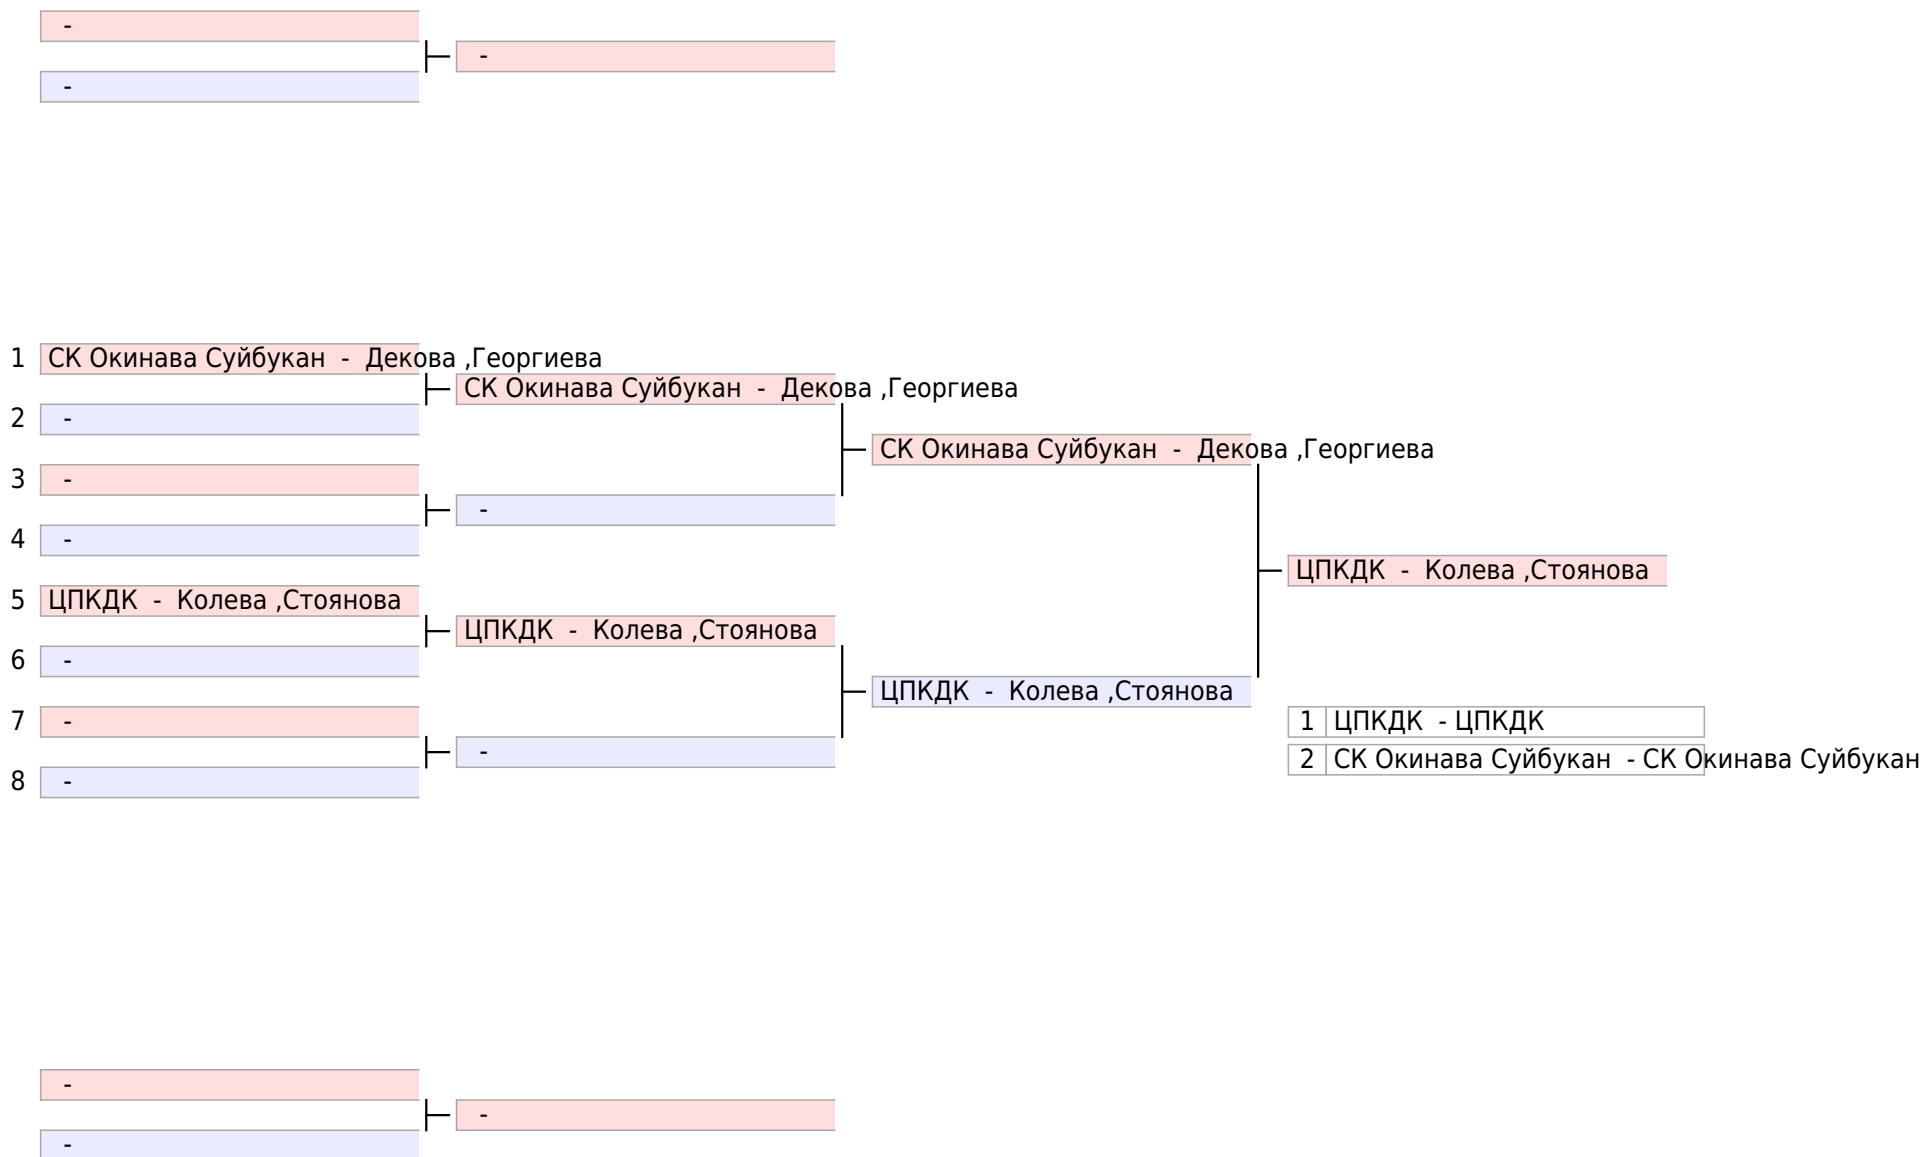 -
-
-
1 СК Окинава Суйбукан - Декова ,Георгиева
СК Окинава Суйбукан - Декова ,Георгиева
2 -
СК Окинава Суйбукан - Декова ,Георгиева
3 -
-
4 -
ЦПКДК - Колева ,Стоянова
5 ЦПКДК - Колева ,Стоянова
ЦПКДК - Колева ,Стоянова
6 -
ЦПКДК - Колева ,Стоянова
7 -
1 ЦПКДК - ЦПКДК
-
2 СК Окинава Суйбукан - СК Окинава Суйбукан
8 -
-
-
-